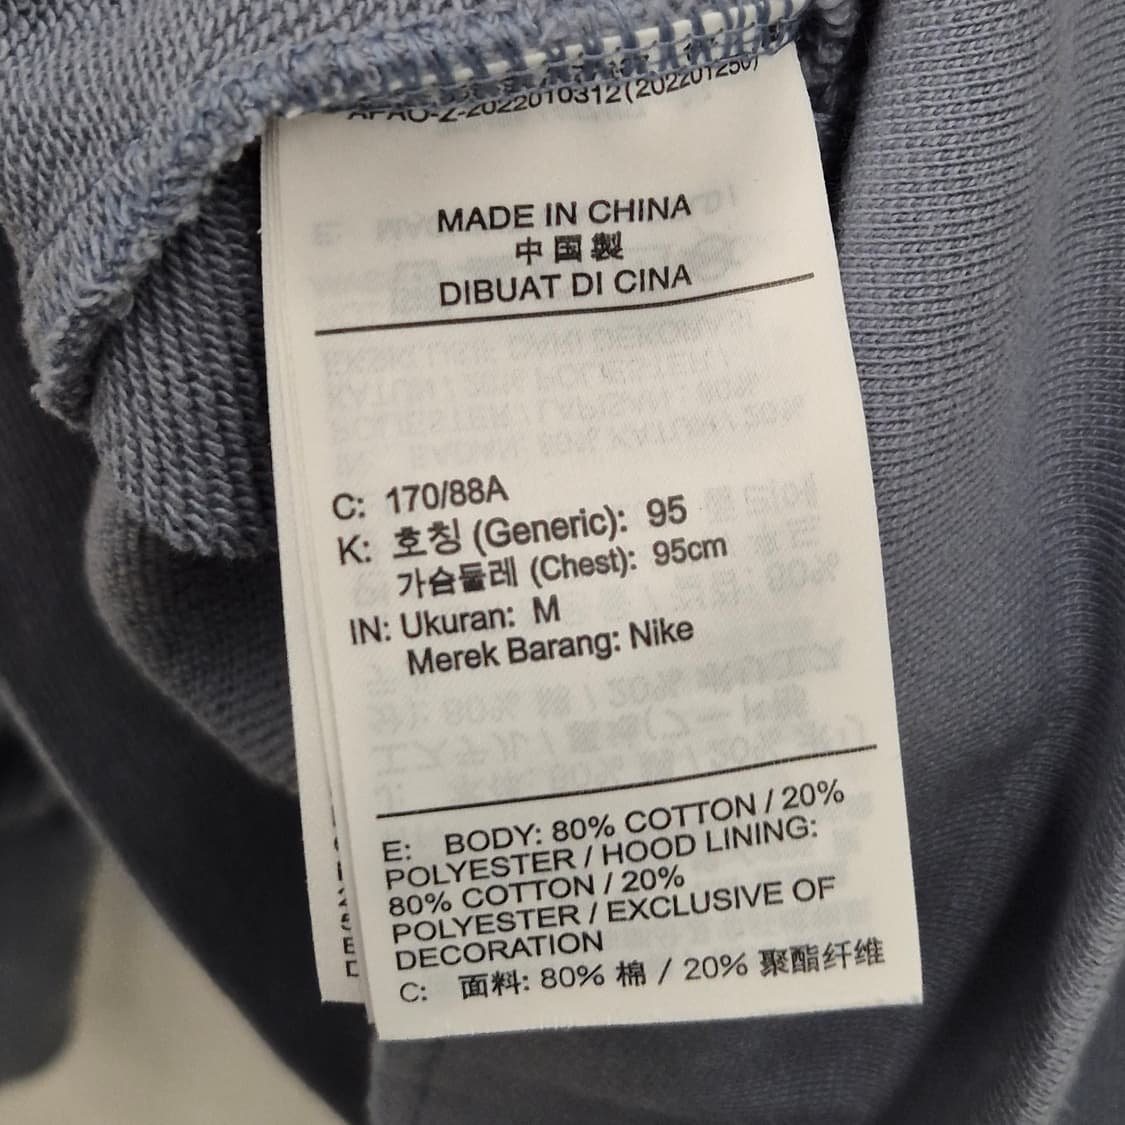 2022010312(20220125
MADE IN CHINA
中国製
DIBUAT DI CINA
C: 170/88A
K: 호칭 (Generic): 95
가슴둘레 (Chest): 95cm
IN: Ukuran: M
Merek Barang: Nike
E: BODY: 80% COTTON / 20%
POLYESTER / HOOD LINING:
80% COTTON / 20%
POLYESTER / EXCLUSIVE OF
DECORATION
C: 面料: 80% 棉 / 20% 聚酯纤维